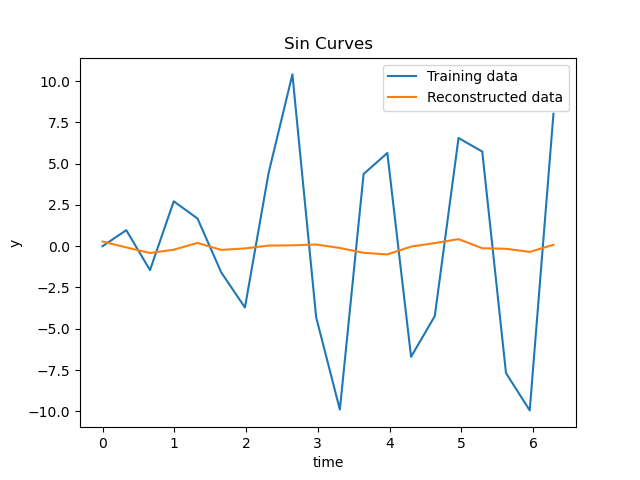 Sin Curves
Training data
Reconstructed data
10.0
7.5
5.0
2.5
0.0
−2.5
−5.0
−7.5
−10.0
y
0 1 2 3 4 5 6
time